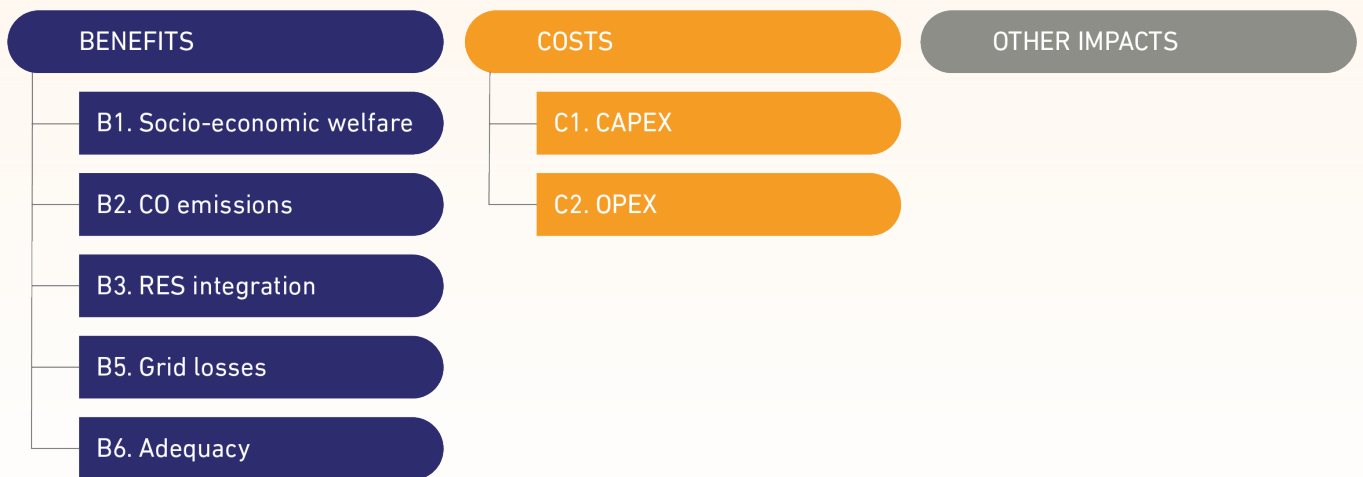 BENEFITS
B1. Socio-economic welfare
B2. CO emissions
B3. RES integration
B5. Grid losses
B6. Adequacy
COSTS
C1. CAPEX
C2. OPEX
OTHER IMPACTS